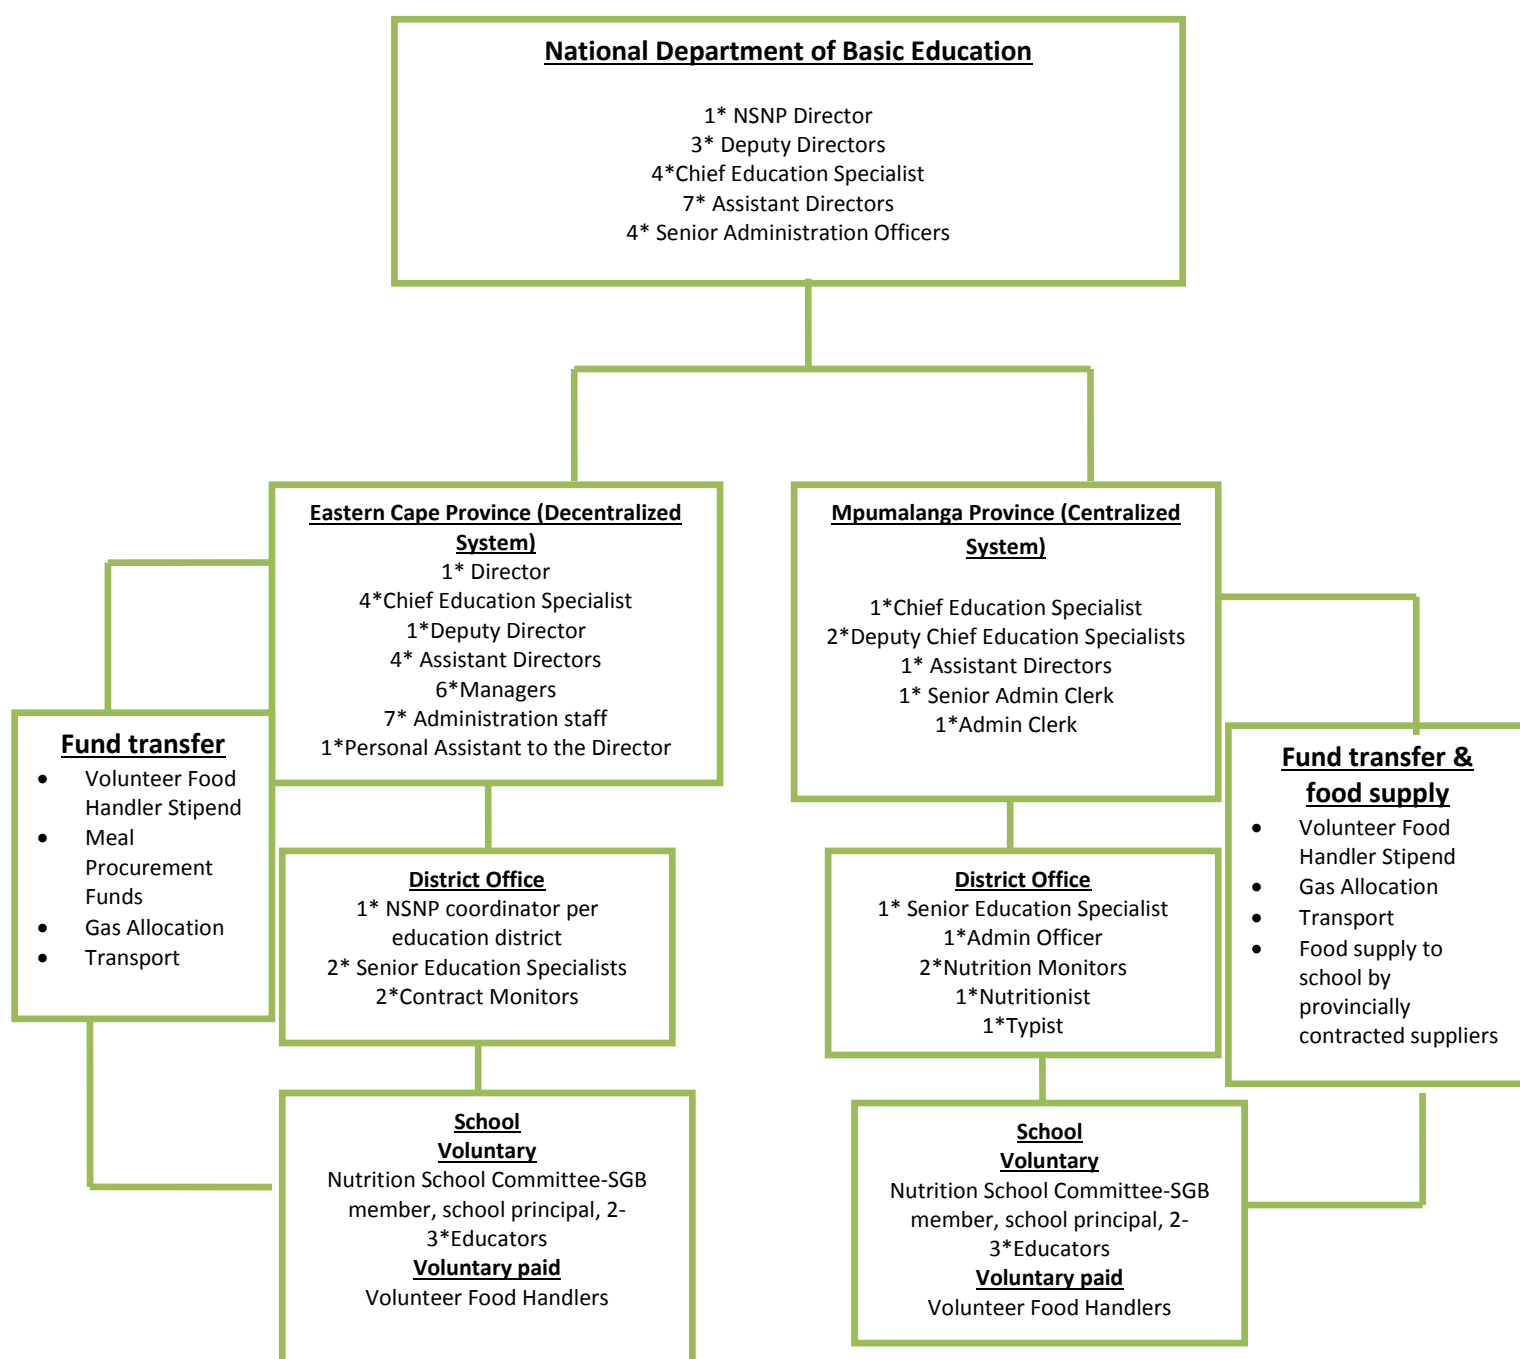 National Department of Basic Education
1* NSNP Director
3* Deputy Directors
4*Chief Education Specialist
7* Assistant Directors
4* Senior Administration Officers
Eastern Cape Province (Decentralized
System)
1* Director
4*Chief Education Specialist
1*Deputy Director
4* Assistant Directors
6*Managers
7* Administration staff
1*Personal Assistant to the Director
Mpumalanga Province (Centralized
System)
1*Chief Education Specialist
2*Deputy Chief Education Specialists
1* Assistant Directors
1* Senior Admin Clerk
1*Admin Clerk
Fund transfer
• Volunteer Food
Handler Stipend
• Meal
Procurement
Funds
• Gas Allocation
• Transport
Fund transfer &
food supply
• Volunteer Food
Handler Stipend
• Gas Allocation
• Transport
• Food supply to
school by
provincially
contracted suppliers
District Office
1* NSNP coordinator per
education district
2* Senior Education Specialists
2*Contract Monitors
District Office
1* Senior Education Specialist
1*Admin Officer
2*Nutrition Monitors
1*Nutritionist
1*Typist
School
Voluntary
Nutrition School Committee-SGB
member, school principal, 2-
3*Educators
Voluntary paid
Volunteer Food Handlers
School
Voluntary
Nutrition School Committee-SGB
member, school principal, 2-
3*Educators
Voluntary paid
Volunteer Food Handlers